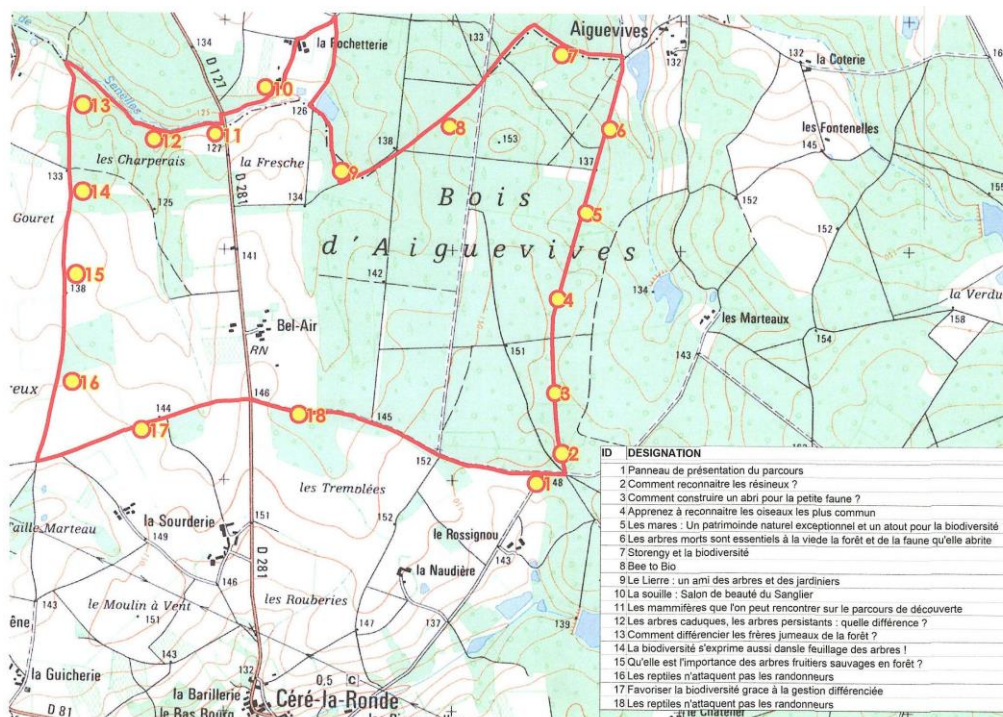 Aiguevives
la Rochetterie
134
132
la Coterie
D 127
Senelles
de
13
10
7
126
8
153
6
12
11
125
127
138
137
les Fontenelles
145
les Charperais
la Fresche
9
133
14
134
Gouret
125
D 281
Bois
5
152
155
152
d'Aiguevives
141
15
138
142
4
134
la Verdu
158
Bel-Air
les Marteaux
RN
151
154
143
16
3
146
18
144
145
17
2
152
1
148
les Tremblées
la Sourderie
151
152
le Rossignou
Taille Marteau
149
143
la Naudière
146
D 281
le Moulin à Vent
151
les Rouberies
143
137
139
147
la Guicherie
132
la Barillerie
0,5 C
Céré-la-Ronde
le Bas Bourg
D 81
ID DESIGNATION
1 Panneau de présentation du parcours
2 Comment reconnaitre les résineux ?
3 Comment construire un abri pour la petite faune ?
4 Apprenez à reconnaitre les oiseaux les plus commun
5 Les mares : Un patrimoinde naturel exceptionnel et un atout pour la biodiversité
6 Les arbres morts sont essentiels à la viede la forêt et de la faune qu'elle abrite
7 Storengy et la biodiversité
8 Bee to Bio
9 Le Lierre : un ami des arbres et des jardiniers
10 La souille : Salon de beauté du Sanglier
11 Les mammifères que l'on peut rencontrer sur le parcours de découverte
12 Les arbres caduques, les arbres persistants : quelle différence ?
13 Comment différencier les frères jumeaux de la forêt ?
14 La biodiversité s'exprime aussi dansle feuillage des arbres !
15 Qu'elle est l'importance des arbres fruitiers sauvages en forêt ?
16 Les reptiles n'attaquent pas les randonneurs
17 Favoriser la biodiversité grace à la gestion différenciée
18 Les reptiles n'attaquent pas les randonneurs